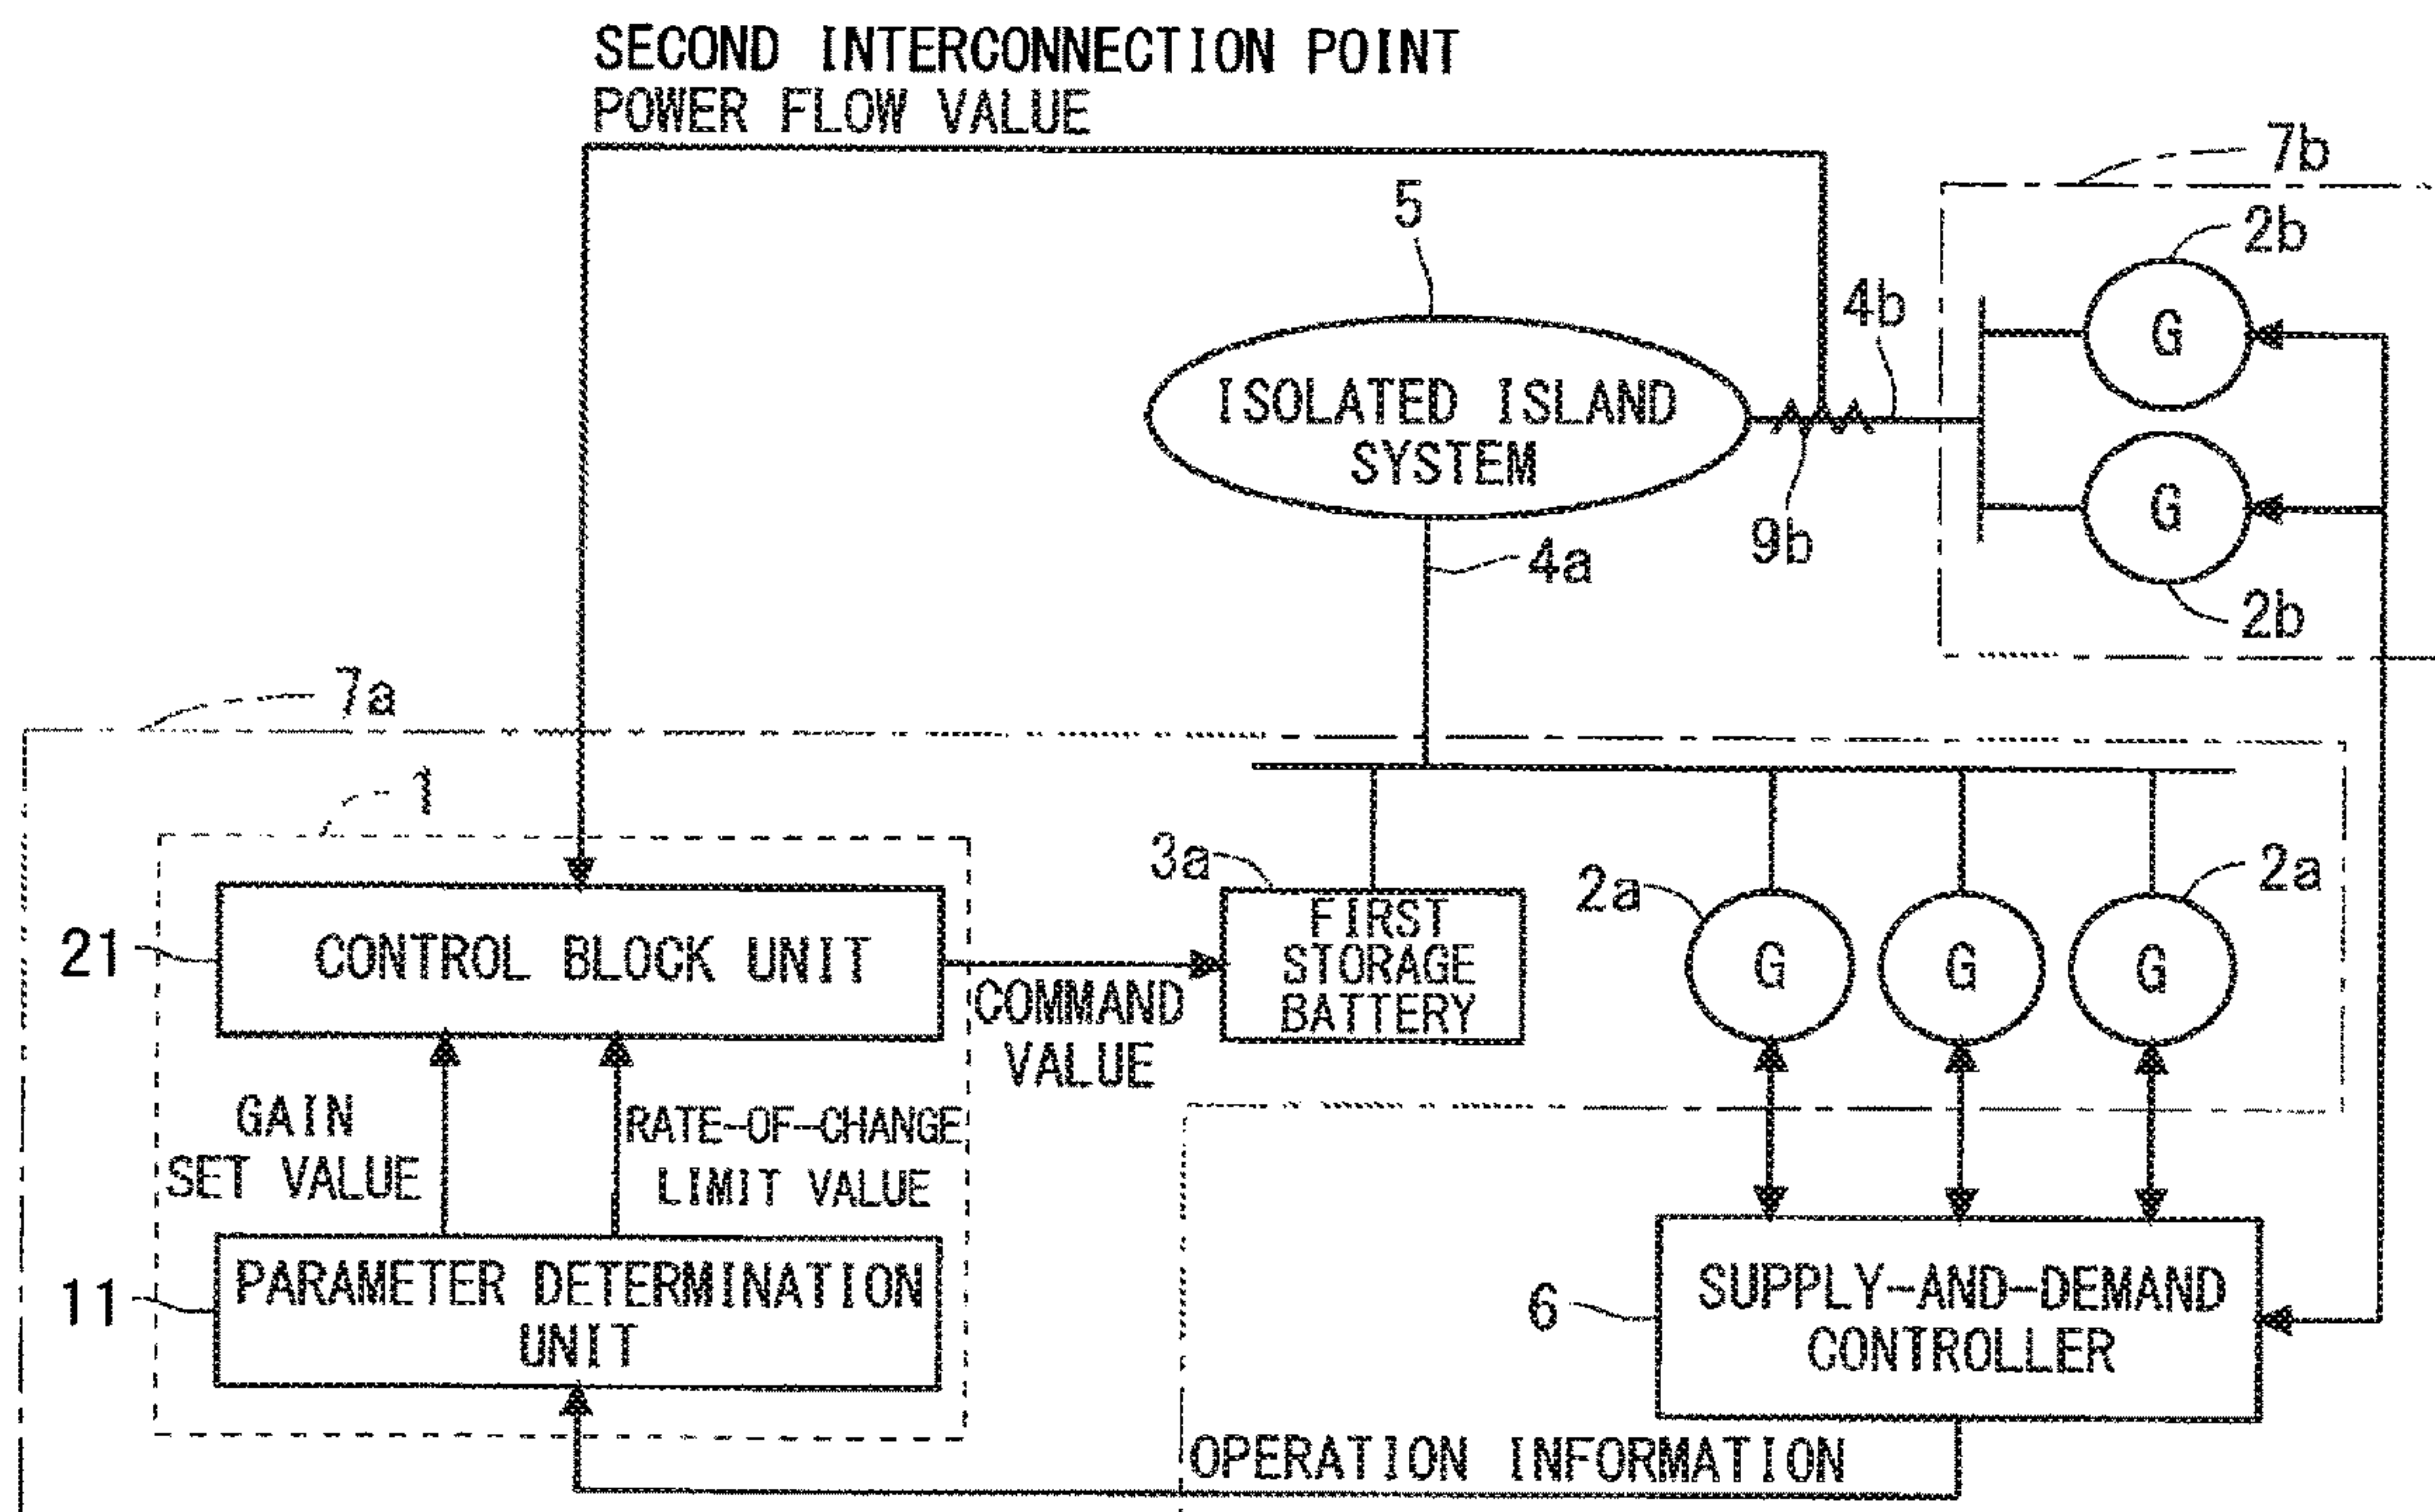 SECOND INTERCONNECTION POINT
POWER FLOW VALUE
7b
5
2b
4b
G
ISOLATED ISLAND
SYSTEM
G
9b
4a
2b
7a
1
3a
2a
2a
21
CONTROL BLOCK UNIT
FIRST
STORAGE
BATTERY
G
G
G
COMMAND
VALUE
GAIN
SET VALUE
RATE-OF-CHANGE
LIMIT VALUE
11
PARAMETER DETERMINATION
UNIT
6
SUPPLY-AND-DEMAND
CONTROLLER
OPERATION INFORMATION